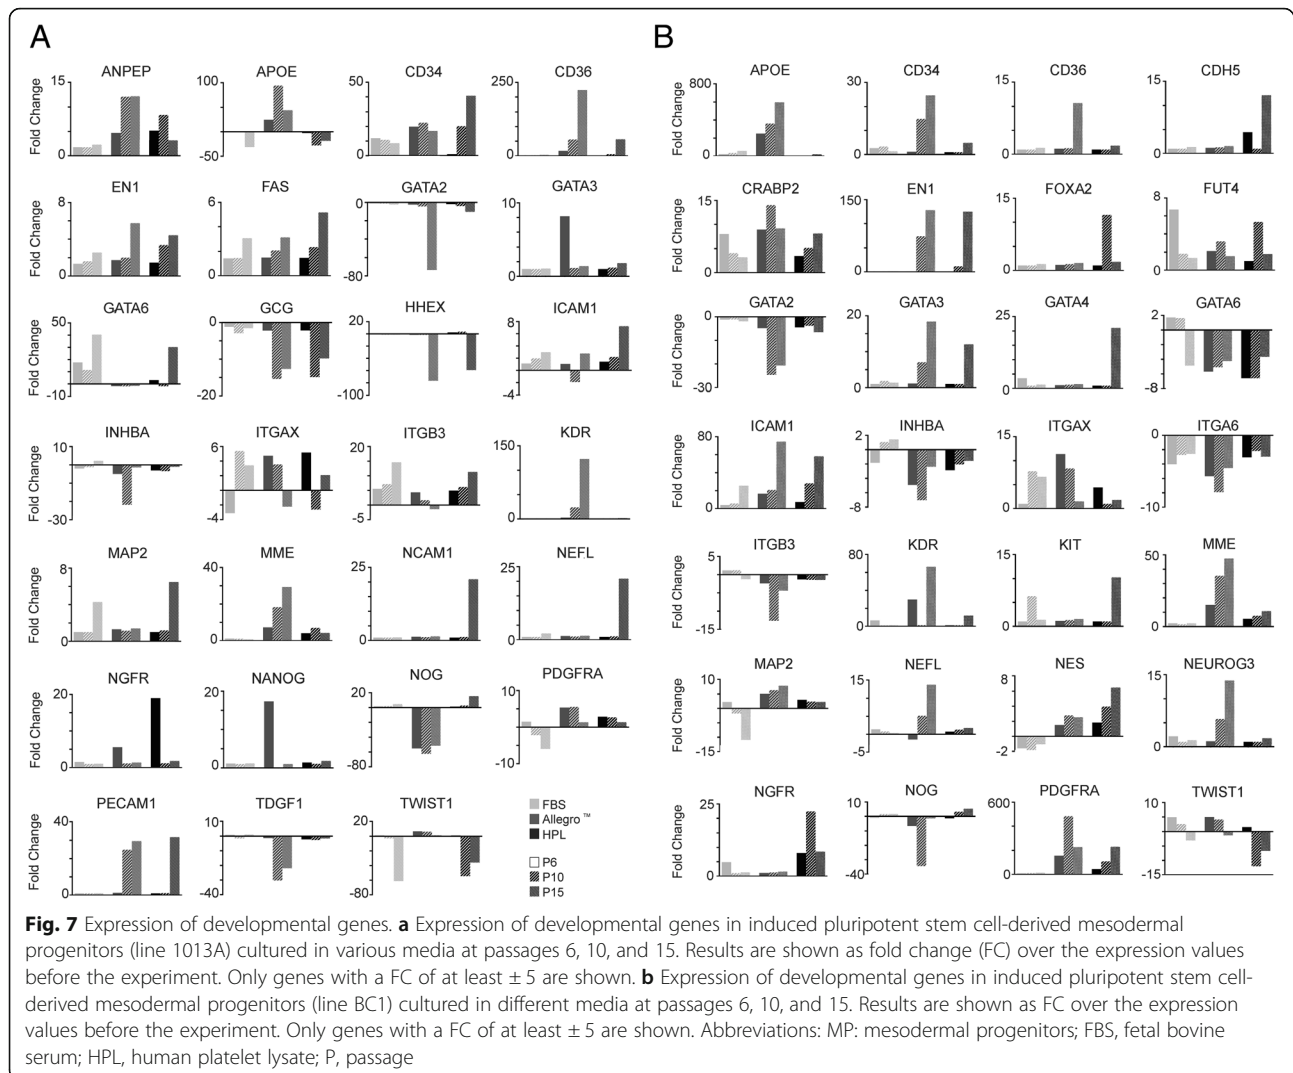 A
B
ANPEP APOE CD34 CD36
Fold Change
15
0
100
-50
50
0
250
0
EN1 FAS GATA2 GATA3
Fold Change
8
0
6
0
0
-80
10
0
GATA6 GCG HHEX ICAM1
Fold Change
50
-10
0
-20
20
-100
8
-4
INHBA ITGAX ITGB3 KDR
Fold Change
10
-30
6
-4
20
-5
150
0
MAP2 MME NCAM1 NEFL
Fold Change
8
0
40
0
25
0
25
0
NGFR NANOG NOG PDGFRA
Fold Change
20
0
20
0
20
-80
10
-10
PECAM1 TDGF1 TWIST1
Fold Change
40
0
10
-40
20
-80
FBS
Allegro ™
HPL
P6
P10
P15
APOE CD34 CD36 CDH5
Fold Change
800
0
30
0
15
0
15
0
CRABP2 EN1 FOXA2 FUT4
Fold Change
15
0
150
0
15
0
8
0
GATA2 GATA3 GATA4 GATA6
Fold Change
0
-30
20
0
25
0
2
-8
ICAM1 INHBA ITGAX ITGA6
Fold Change
80
0
2
-8
15
0
0
-10
ITGB3 KDR KIT MME
Fold Change
5
-15
80
0
15
0
50
0
MAP2 NEFL NES NEUROG3
Fold Change
10
-15
15
-5
8
-2
15
0
NGFR NOG PDGFRA TWIST1
Fold Change
25
0
10
-40
600
0
10
-15
Fig. 7 Expression of developmental genes. a Expression of developmental genes in induced pluripotent stem cell-derived mesodermal
progenitors (line 1013A) cultured in various media at passages 6, 10, and 15. Results are shown as fold change (FC) over the expression values
before the experiment. Only genes with a FC of at least ± 5 are shown. b Expression of developmental genes in induced pluripotent stem cell-
derived mesodermal progenitors (line BC1) cultured in different media at passages 6, 10, and 15. Results are shown as FC over the expression
values before the experiment. Only genes with a FC of at least ± 5 are shown. Abbreviations: MP: mesodermal progenitors; FBS, fetal bovine
serum; HPL, human platelet lysate; P, passage